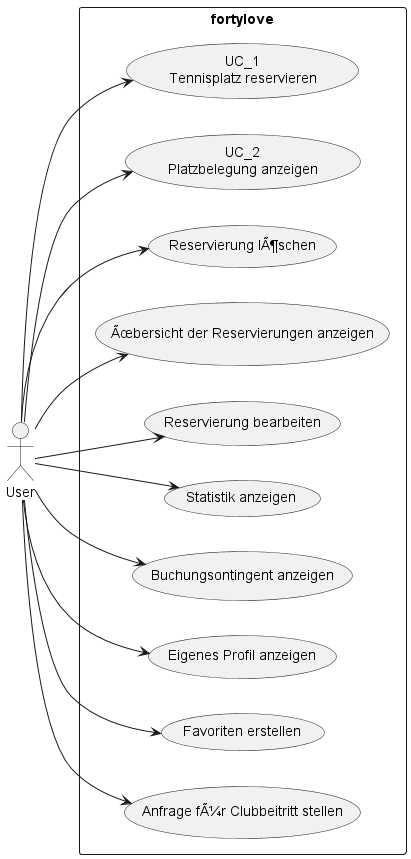 fortylove
UC_1
Tennisplatz reservieren
UC_2
Platzbelegung anzeigen
Reservierung lÃ¶schen
Ãœbersicht der Reservierungen anzeigen
Reservierung bearbeiten
Statistik anzeigen
User
Buchungsontingent anzeigen
Eigenes Profil anzeigen
Favoriten erstellen
Anfrage fÃ¼r Clubbeitritt stellen